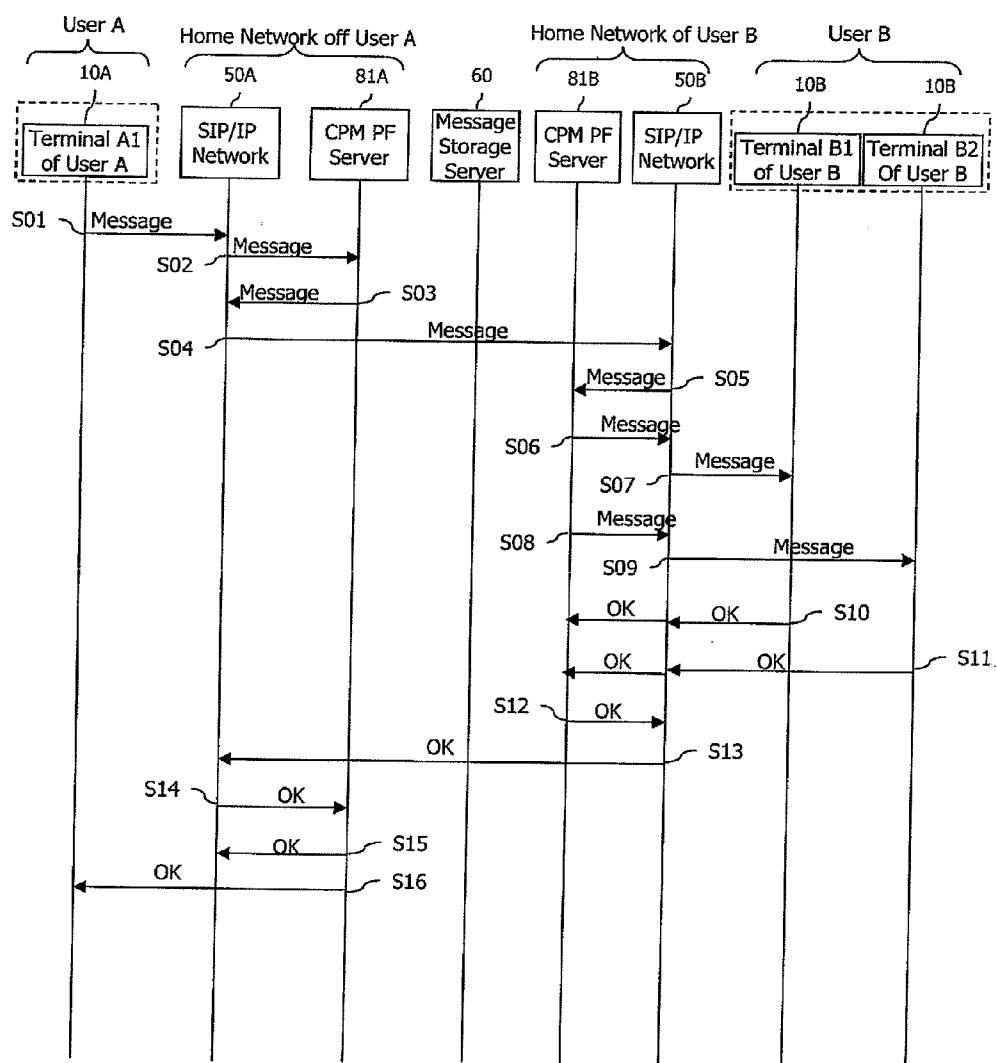 User A
Home Network off User A
Home Network of User B
User B
10A
50A
81A
60
81B
50B
10B
10B
Terminal A1
of User A
SIP/IP
Network
CPM PF
Server
Message
Storage
Server
CPM PF
Server
SIP/IP
Network
Terminal B1
of User B
Terminal B2
Of User B
S01
Message
S02
Message
Message
S03
S04
Message
Message
S05
S06
Message
S07
Message
S08
Message
S09
Message
OK
OK
S10
OK
OK
S11
S12
OK
OK
S13
S14
OK
OK
S15
OK
S16